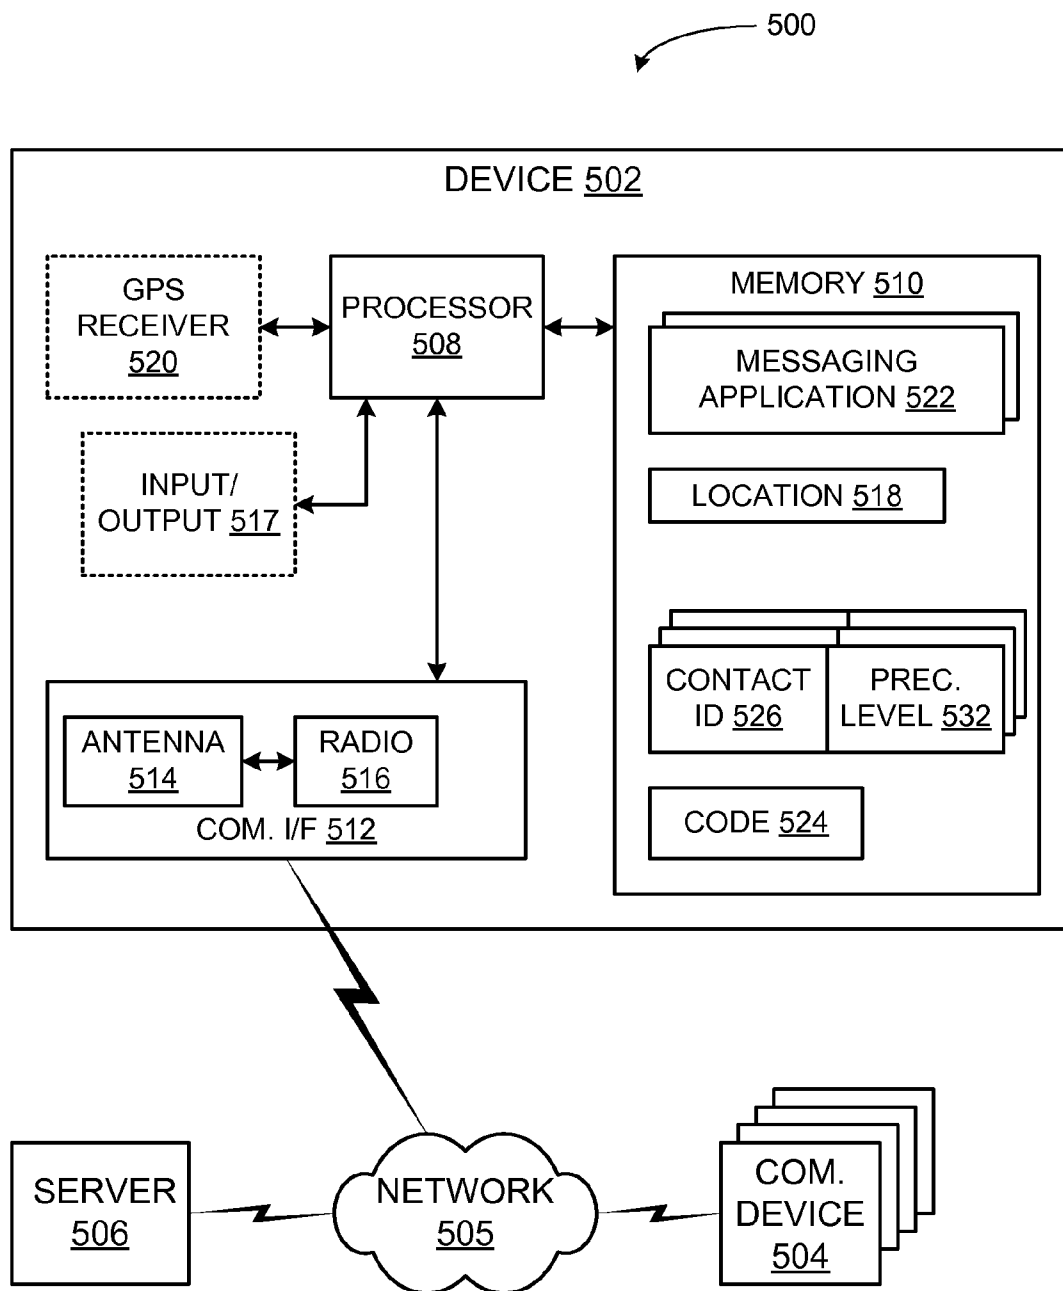 500
DEVICE 502
GPS
RECEIVER
520
PROCESSOR
508
MEMORY 510
MESSAGING
APPLICATION 522
INPUT/
OUTPUT 517
LOCATION 518
CONTACT
ID 526
PREC.
LEVEL 532
ANTENNA
514
RADIO
516
COM. I/F 512
CODE 524
SERVER
506
NETWORK
505
COM.
DEVICE
504